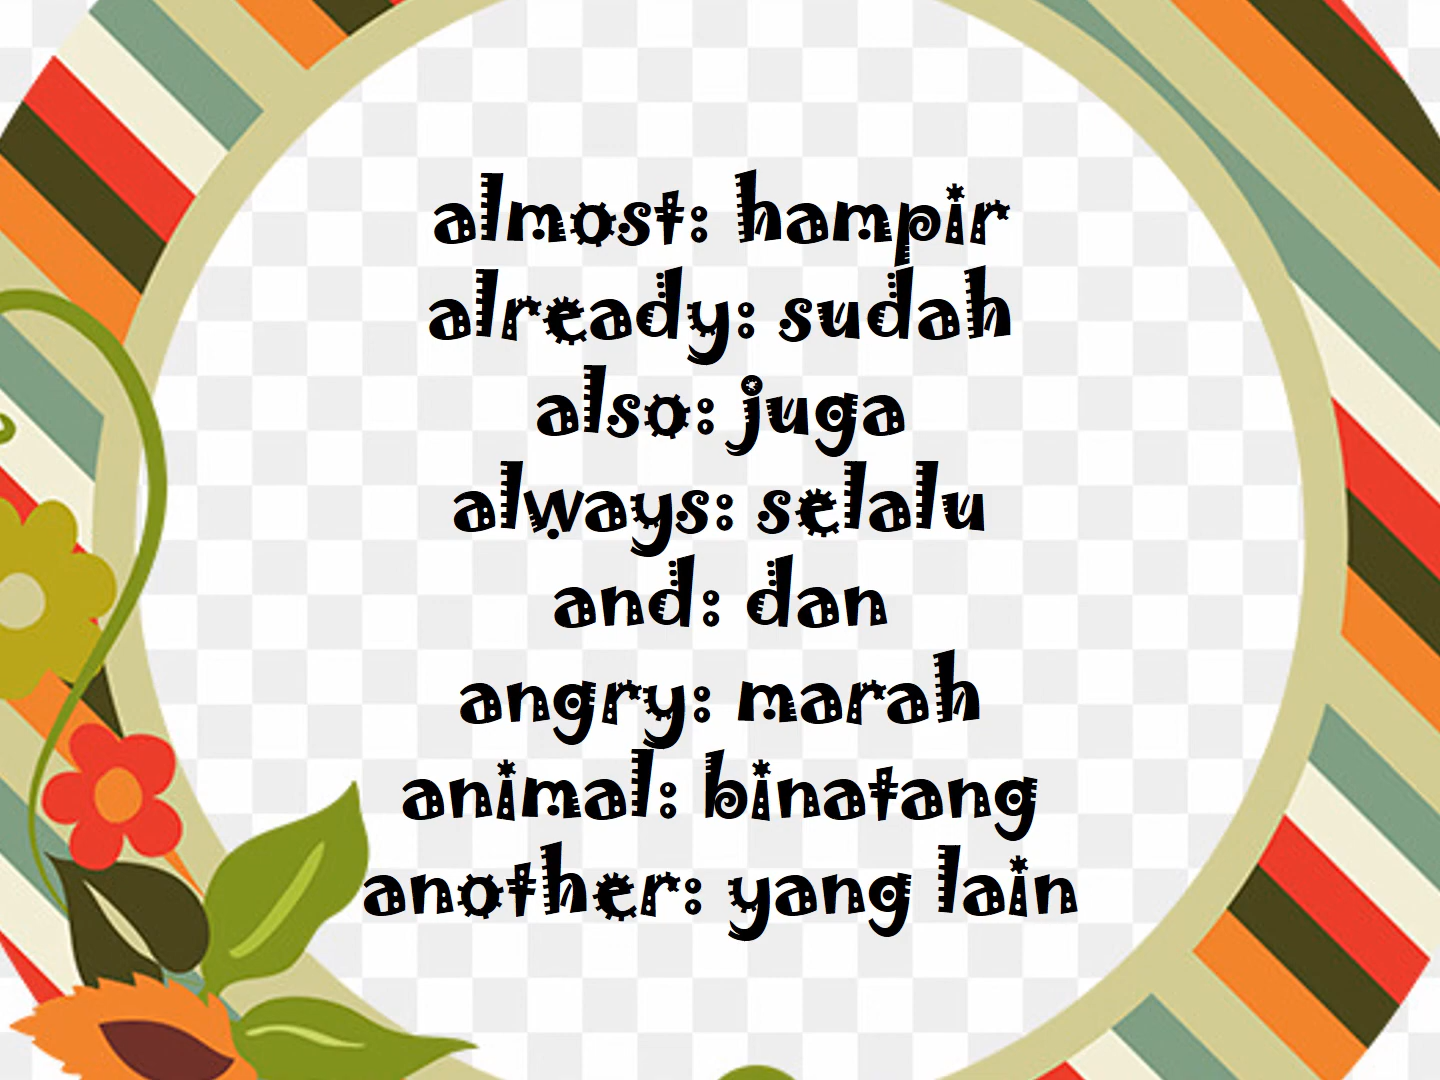 almost: hampir
already: sudah
also: juga
always: selalu
and: dan
angry: marah
animal: binatang
another: yang lain